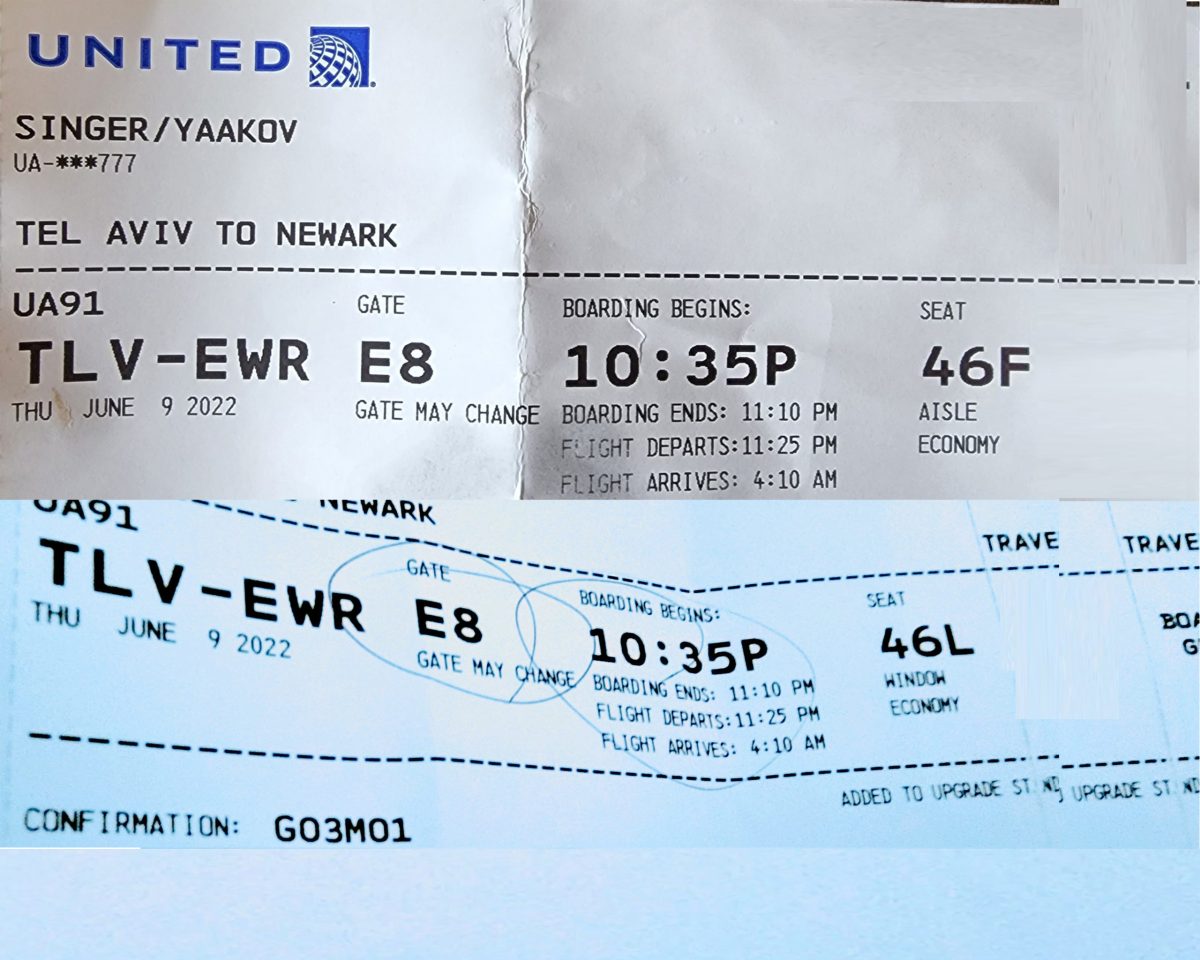 UNITED
SINGER/YAAKOV
UA-***777
TEL AVIV TO NEWARK
UA91
GATE
BOARDING BEGINS:
SEAT
TLV-EWR
E8
10:35P
46F
THU JUNE 9 2022
GATE MAY CHANGE
BOARDING ENDS: 11:10 PM
AISLE
FLIGHT DEPARTS:11:25 PM
ECONOMY
FLIGHT ARRIVES: 4:10 AM
NEWARK
UA91
TRAVE
TRAVE
TLV-EWR
GATE
BOARDING BEGINS:
SEAT
E8
10:35P
46L
BOA
G
THU JUNE 9 2022
GATE MAY CHANGE
BOARDING ENDS: 11:10 PM
WINDOW
FLIGHT DEPARTS:11:25 PM
ECONOMY
FLIGHT ARRIVES: 4:10 AM
ADDED TO UPGRADE ST
UPGRADE ST
CONFIRMATION: G03M01